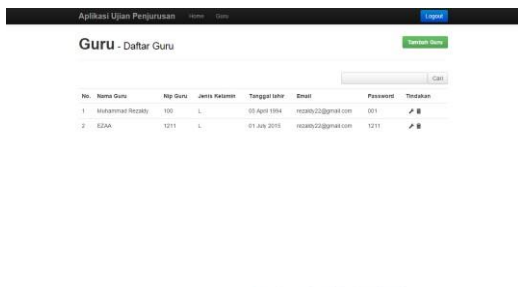 Aplikasi Ujian Penjurusan Home Guru Logout
Guru - Daftar Guru Tambah Guru
Cari
No. Nama Guru Nip Guru Jenis Kelamin Tanggal lahir Email Password Tindakan
1 Muhammad Rezaldy 100 L 05 April 1994 rezaldy22@gmail.com 001
2 EZAA 1211 L 01 July 2015 rezaldy22@gmail.com 1211